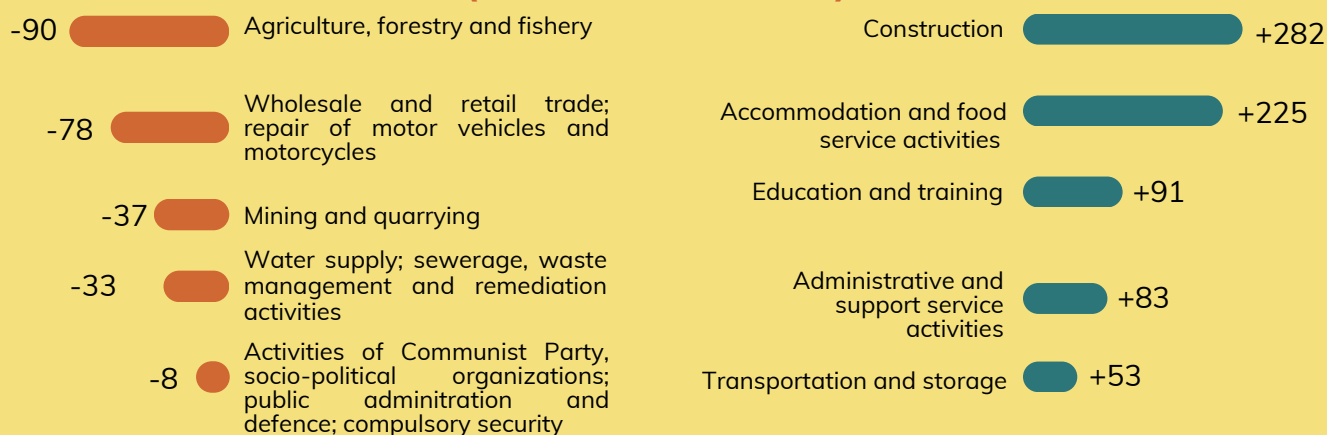 -90
Agriculture, forestry and fishery
-78
Wholesale and retail trade;
repair of motor vehicles and
motorcycles
-37
Mining and quarrying
-33
Water supply; sewerage, waste
management and remediation
activities
-8
Activities of Communist Party,
socio-political organizations;
public adminitration and
defence; compulsory security
Construction
+282
Accommodation and food
service activities
+225
Education and training
+91
Administrative and
support service
activities
+83
Transportation and storage
+53